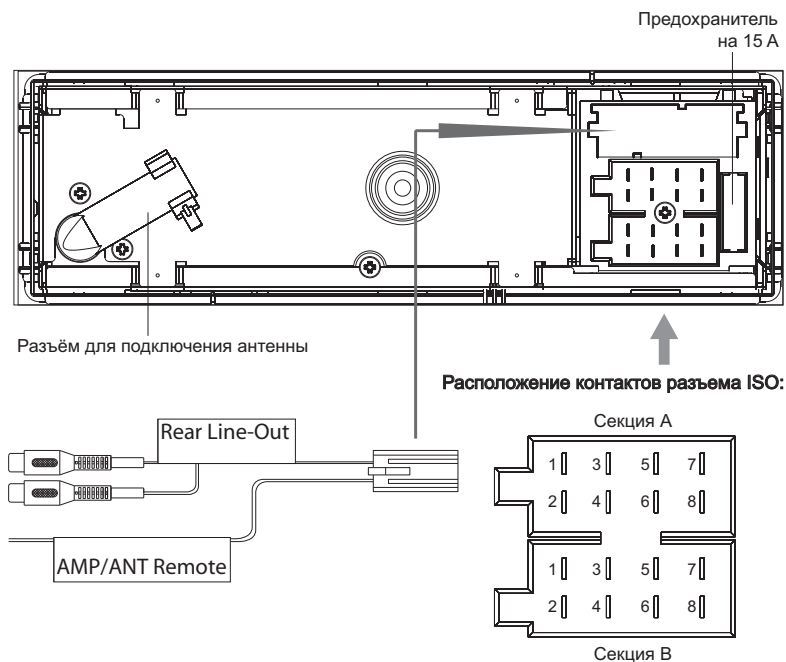 Предохранитель
на 15 А
Разъём для подключения антенны
Расположение контактов разъема ISO:
Секция А
Rear Line-Out
1 3 5 7
2 4 6 8
AMP/ANT Remote
1 3 5 7
2 4 6 8
Секция В